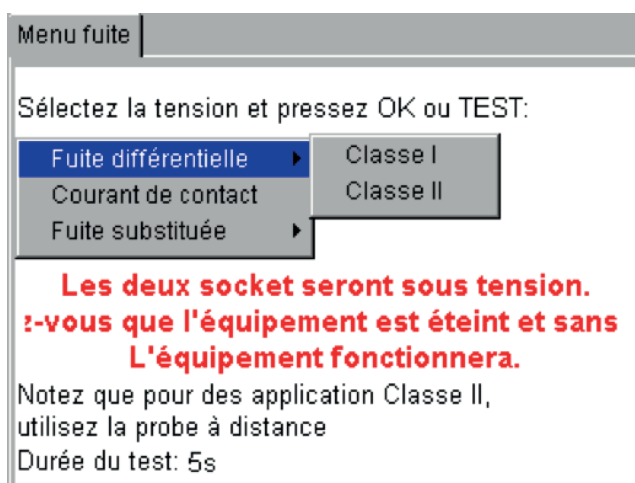 Menu fuite
Sélectez la tension et pressez OK ou TEST:
Fuite différentielle
Classe I
Courant de contact
Classe II
Fuite substituée
Les deux socket seront sous tension.
z-vous que l'équipement est éteint et sans
L'équipement fonctionnera.
Notez que pour des application Classe II,
utilisez la probe à distance
Durée du test: 5s